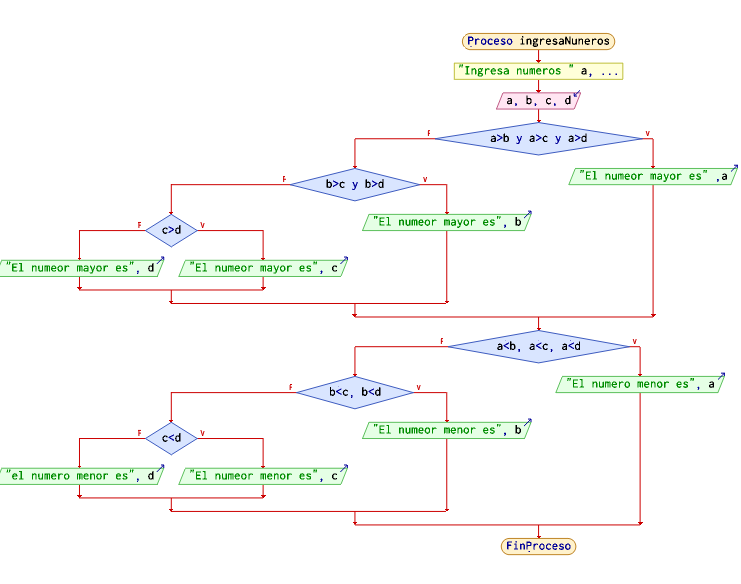 Proceso ingresaNuneros
"Ingresa numeros " a, ...
a, b, c, d
a>b y a>c y a>d
F
V
"El numeor mayor es" ,a
b>c y b>d
F
V
"El numeor mayor es", b
c>d
F
V
"El numeor mayor es", d
"El numeor mayor es", c
a<b, a<c, a<d
F
V
"El numero menor es", a
b<c, b<d
F
V
"El numeor menor es", b
c<d
F
V
"el numero menor es", d
"El numeor menor es", c
FinProceso